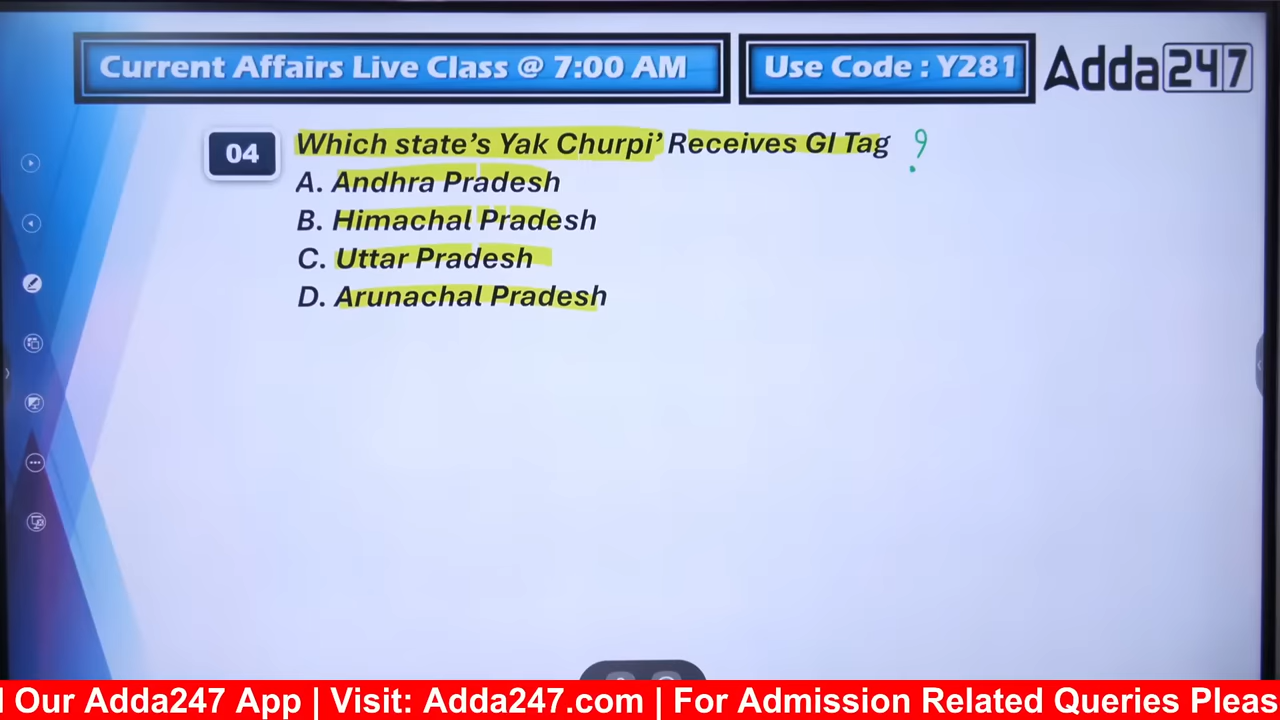 Current Affairs Live Class @ 7:00 AM
Use Code : Y281
Adda247
04
Which state's Yak Churpi' Receives GI Tag ?
A. Andhra Pradesh
B. Himachal Pradesh
C. Uttar Pradesh
D. Arunachal Pradesh
Our Adda247 App | Visit: Adda247.com | For Admission Related Queries Pleas